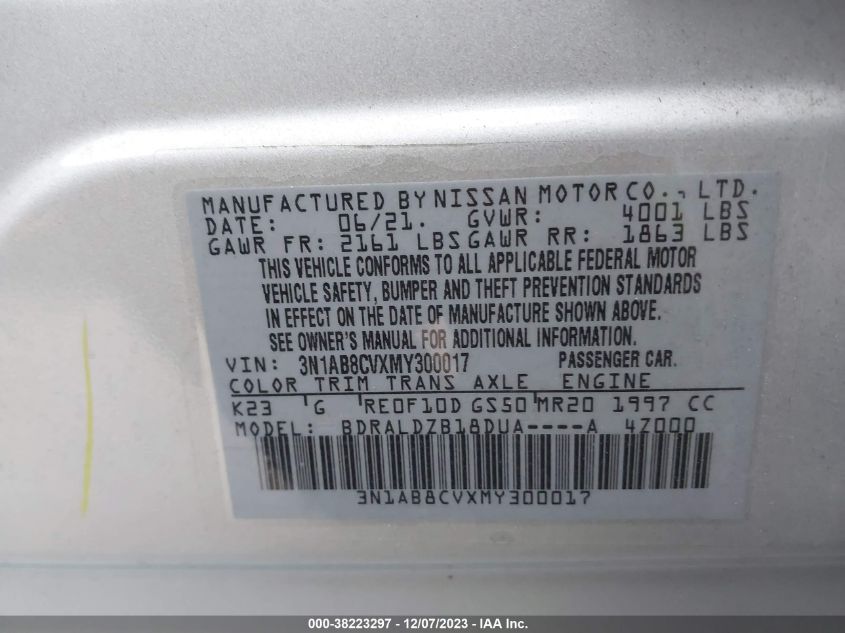 MANUFACTURED BY NISSAN MOTOR CO., LTD.
DATE: 06/21. GVWR: 4001 LBS
GAWR FR: 2161 LBS GAWR RR: 1863 LBS
THIS VEHICLE CONFORMS TO ALL APPLICABLE FEDERAL MOTOR
VEHICLE SAFETY, BUMPER AND THEFT PREVENTION STANDARDS
IN EFFECT ON THE DATE OF MANUFACTURE SHOWN ABOVE.
SEE OWNER'S MANUAL FOR ADDITIONAL INFORMATION.
VIN: 3N1AB8CVXMY300017 PASSENGER CAR.
COLOR TRIM TRANS AXLE ENGINE
K23 G RE0F10D GS50 MR20 1997 CC
MODEL: BDRALDZB18DUA----A 4Z000
3N1AB8CVXMY300017
000-38223297 - 12/07/2023 - IAA Inc.